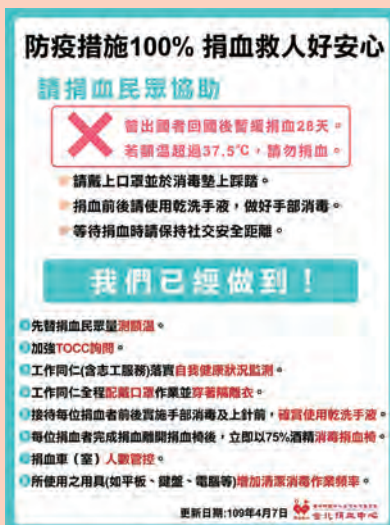 防疫措施100% 捐血救人好安心
請捐血民眾協助
曾出國者回國後暫緩捐血28天。
若額溫超過37.5℃，請勿捐血。
請戴上口罩並於消毒墊上踩踏。
捐血前後請使用乾洗手液，做好手部消毒。
等待捐血時請保持社交安全距離。
我們已經做到！
先替捐血民眾量測額溫。
加強TOCC詢問。
工作同仁(含志工服務)落實自我健康狀況監測。
工作同仁全程配戴口罩作業並穿著隔離衣。
接待每位捐血者前後實施手部消毒及上針前，確實使用乾洗手液。
每位捐血者完成捐血離開捐血椅後，立即以75%酒精消毒捐血椅。
捐血車（室）人數管控。
所使用之用具(如平板、鍵盤、電腦等)增加清潔消毒作業頻率。
更新日期:109年4月7日
台北捐血中心